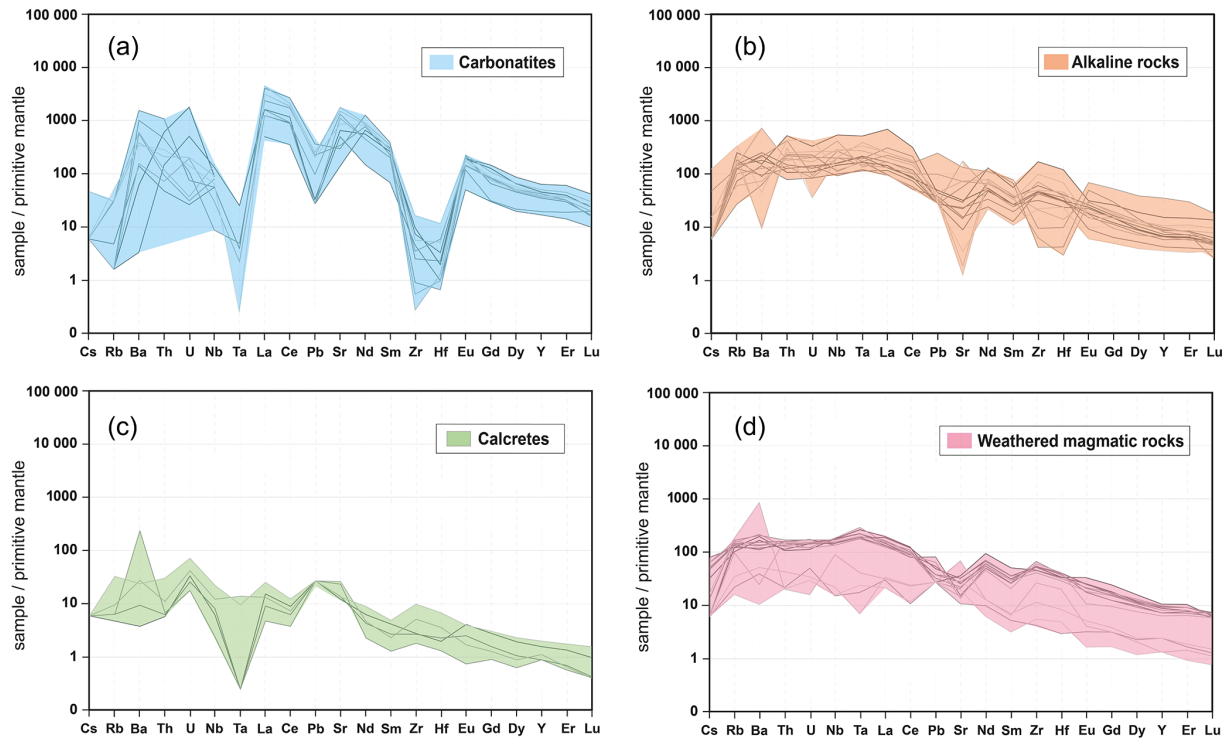 100 000
10 000
1000
100
10
1
0
sample / primitive mantle
(a)
Carbonatites
Cs Rb Ba Th U Nb Ta La Ce Pb Sr Nd Sm Zr Hf Eu Gd Dy Y Er Lu
100 000
10 000
1000
100
10
1
0
sample / primitive mantle
(b)
Alkaline rocks
Cs Rb Ba Th U Nb Ta La Ce Pb Sr Nd Sm Zr Hf Eu Gd Dy Y Er Lu
100 000
10 000
1000
100
10
1
0
sample / primitive mantle
(c)
Calcretes
Cs Rb Ba Th U Nb Ta La Ce Pb Sr Nd Sm Zr Hf Eu Gd Dy Y Er Lu
100 000
10 000
1000
100
10
1
0
sample / primitive mantle
(d)
Weathered magmatic rocks
Cs Rb Ba Th U Nb Ta La Ce Pb Sr Nd Sm Zr Hf Eu Gd Dy Y Er Lu